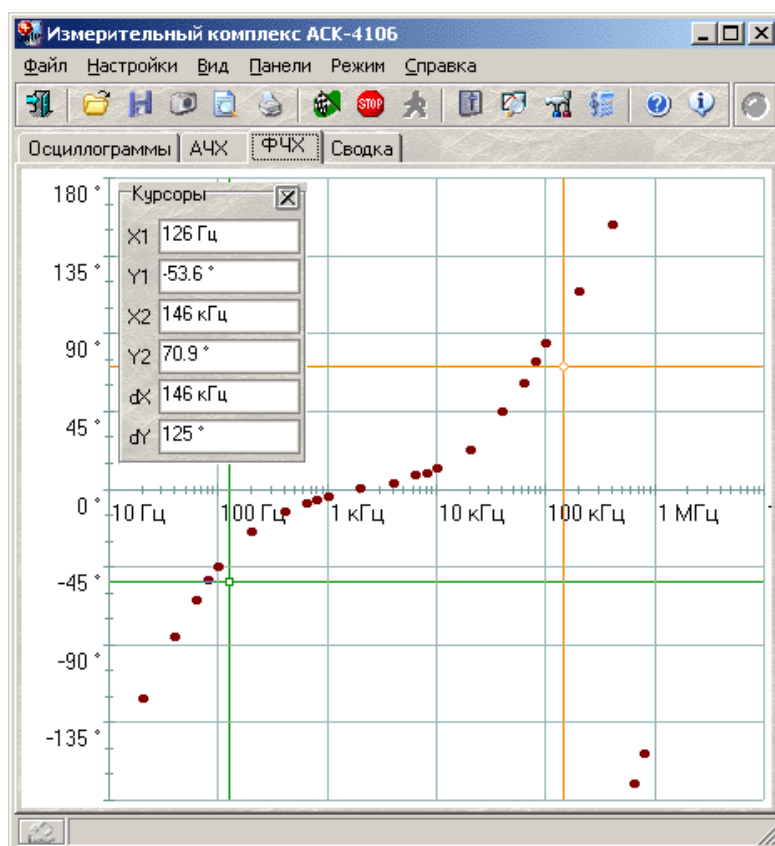 Измерительный комплекс АСК-4106
Файл Настройки Вид Панели Режим Справка
STOP
Осциллограммы АЧХ ФЧХ Сводка
Курсоры
X1 126 Гц
Y1 -53.6 °
X2 146 кГц
Y2 70.9 °
dX 146 кГц
dY 125 °
180 °
135 °
90 °
45 °
0 °
-45 °
-90 °
-135 °
10 Гц 100 Гц 1 кГц 10 кГц 100 кГц 1 МГц